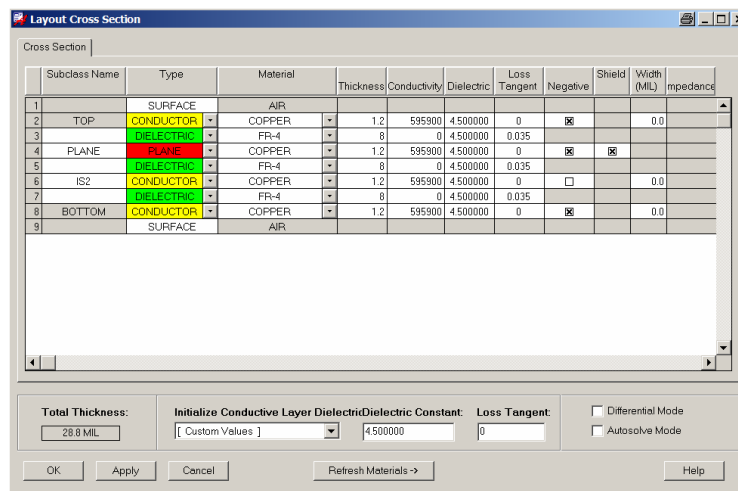 Layout Cross Section
Cross Section
Subclass Name Type Material Thickness Conductivity Dielectric Loss Tangent Negative Shield Width (MIL) mpedance
1 SURFACE AIR
2 TOP CONDUCTOR COPPER 1.2 595900 4.500000 0 0.0
3 DIELECTRIC FR-4 8 0 4.500000 0.035
4 PLANE PLANE COPPER 1.2 595900 4.500000 0
5 DIELECTRIC FR-4 8 0 4.500000 0.035
6 IS2 CONDUCTOR COPPER 1.2 595900 4.500000 0 0.0
7 DIELECTRIC FR-4 8 0 4.500000 0.035
8 BOTTOM CONDUCTOR COPPER 1.2 595900 4.500000 0 0.0
9 SURFACE AIR
Total Thickness: Initialize Conductive Layer DielectricDielectric Constant: Loss Tangent: Differential Mode
28.8 MIL [ Custom Values ] 4.500000 0 Autosolve Mode
OK Apply Cancel Refresh Materials -> Help